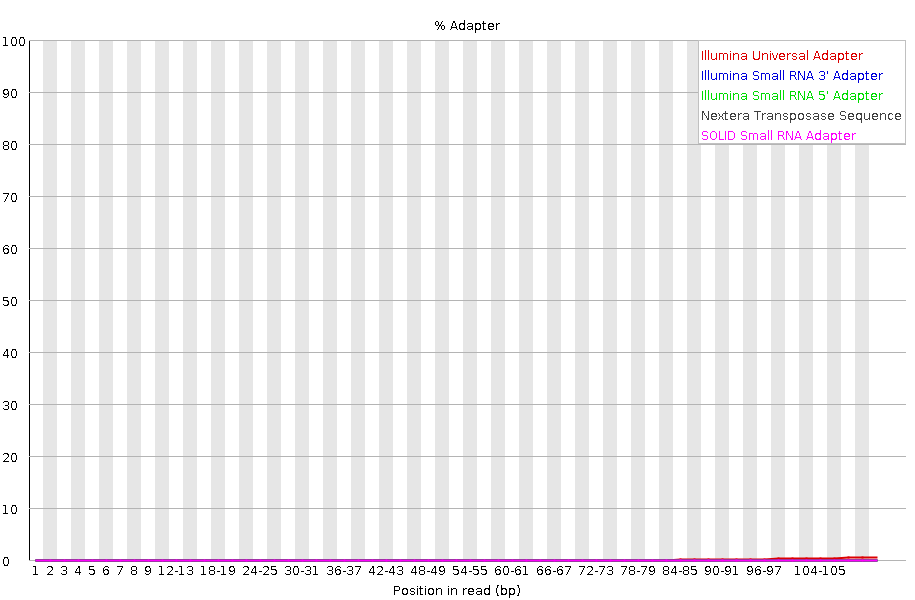 % Adapter
100
90
80
70
60
50
40
30
20
10
0
Illumina Universal Adapter
Illumina Small RNA 3' Adapter
Illumina Small RNA 5' Adapter
Nextera Transposase Sequence
SOLID Small RNA Adapter
1 2 3 4 5 6 7 8 9 12-13 18-19 24-25 30-31 36-37 42-43 48-49 54-55 60-61 66-67 72-73 78-79 84-85 90-91 96-97 104-105
Position in read (bp)